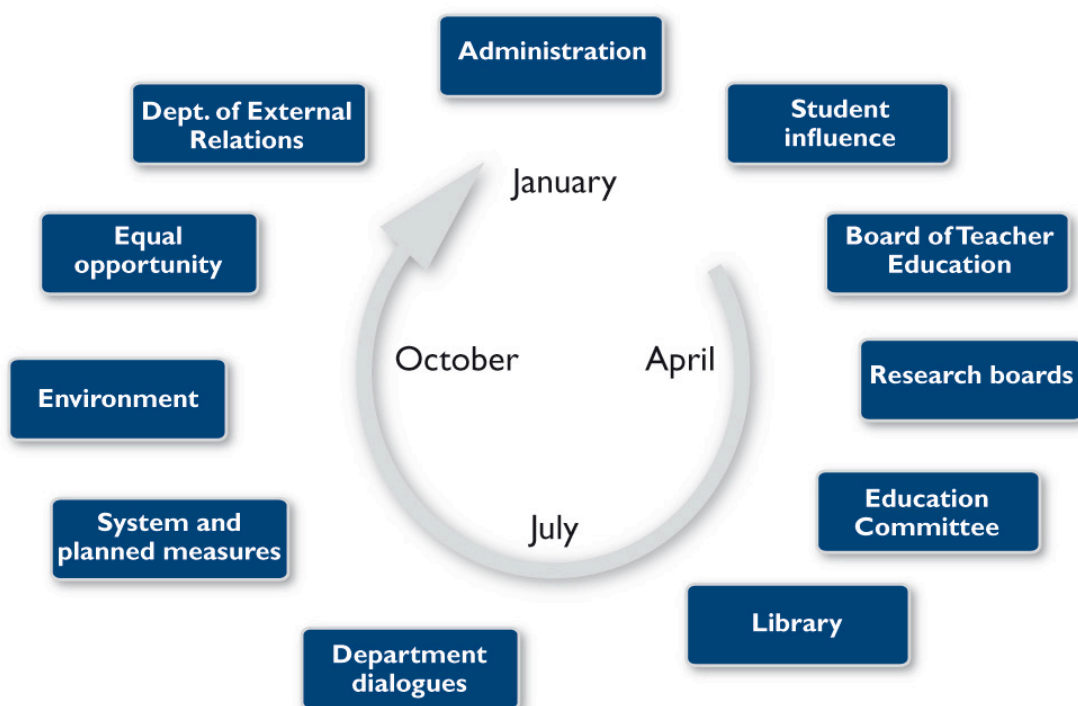 Administration
Dept. of External
Relations
Student
influence
January
Equal
opportunity
Board of Teacher
Education
October
April
Research boards
Environment
Education
Committee
System and
planned measures
July
Library
Department
dialogues